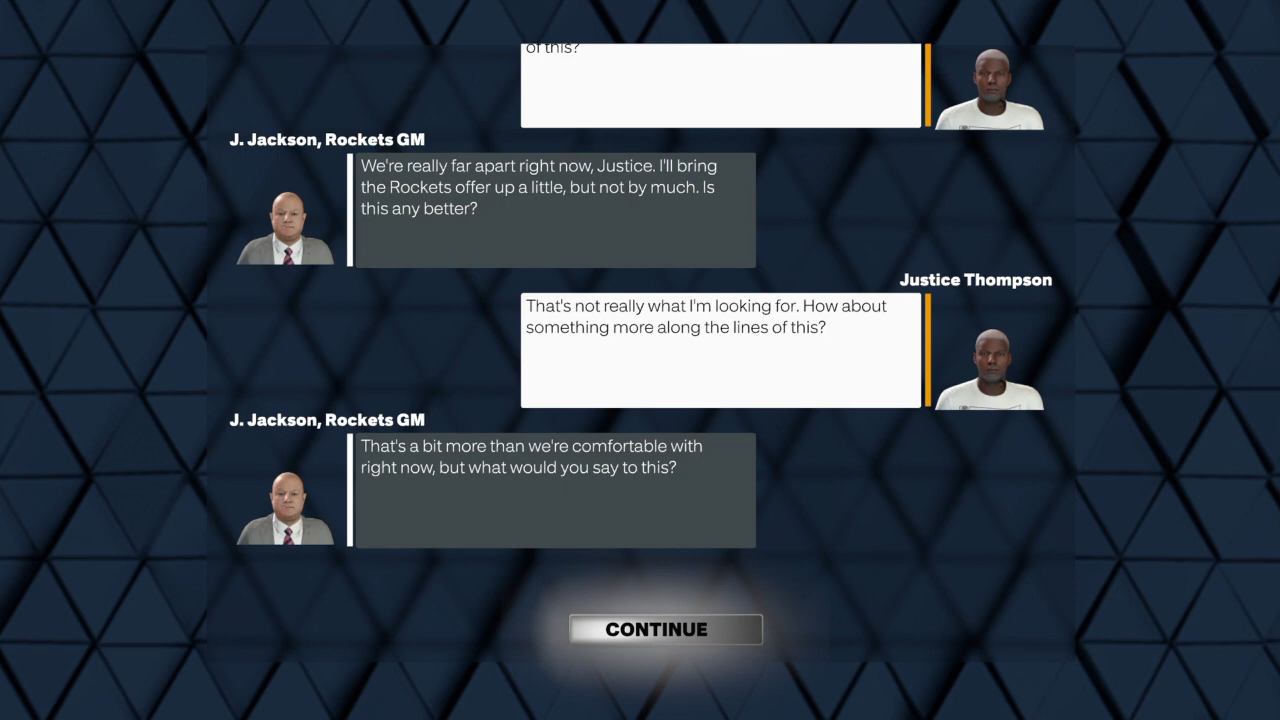 of this?
J. Jackson, Rockets GM
We're really far apart right now, Justice. I'll bring
the Rockets offer up a little, but not by much. Is
this any better?
Justice Thompson
That's not really what I'm looking for. How about
something more along the lines of this?
J. Jackson, Rockets GM
That's a bit more than we're comfortable with
right now, but what would you say to this?
CONTINUE